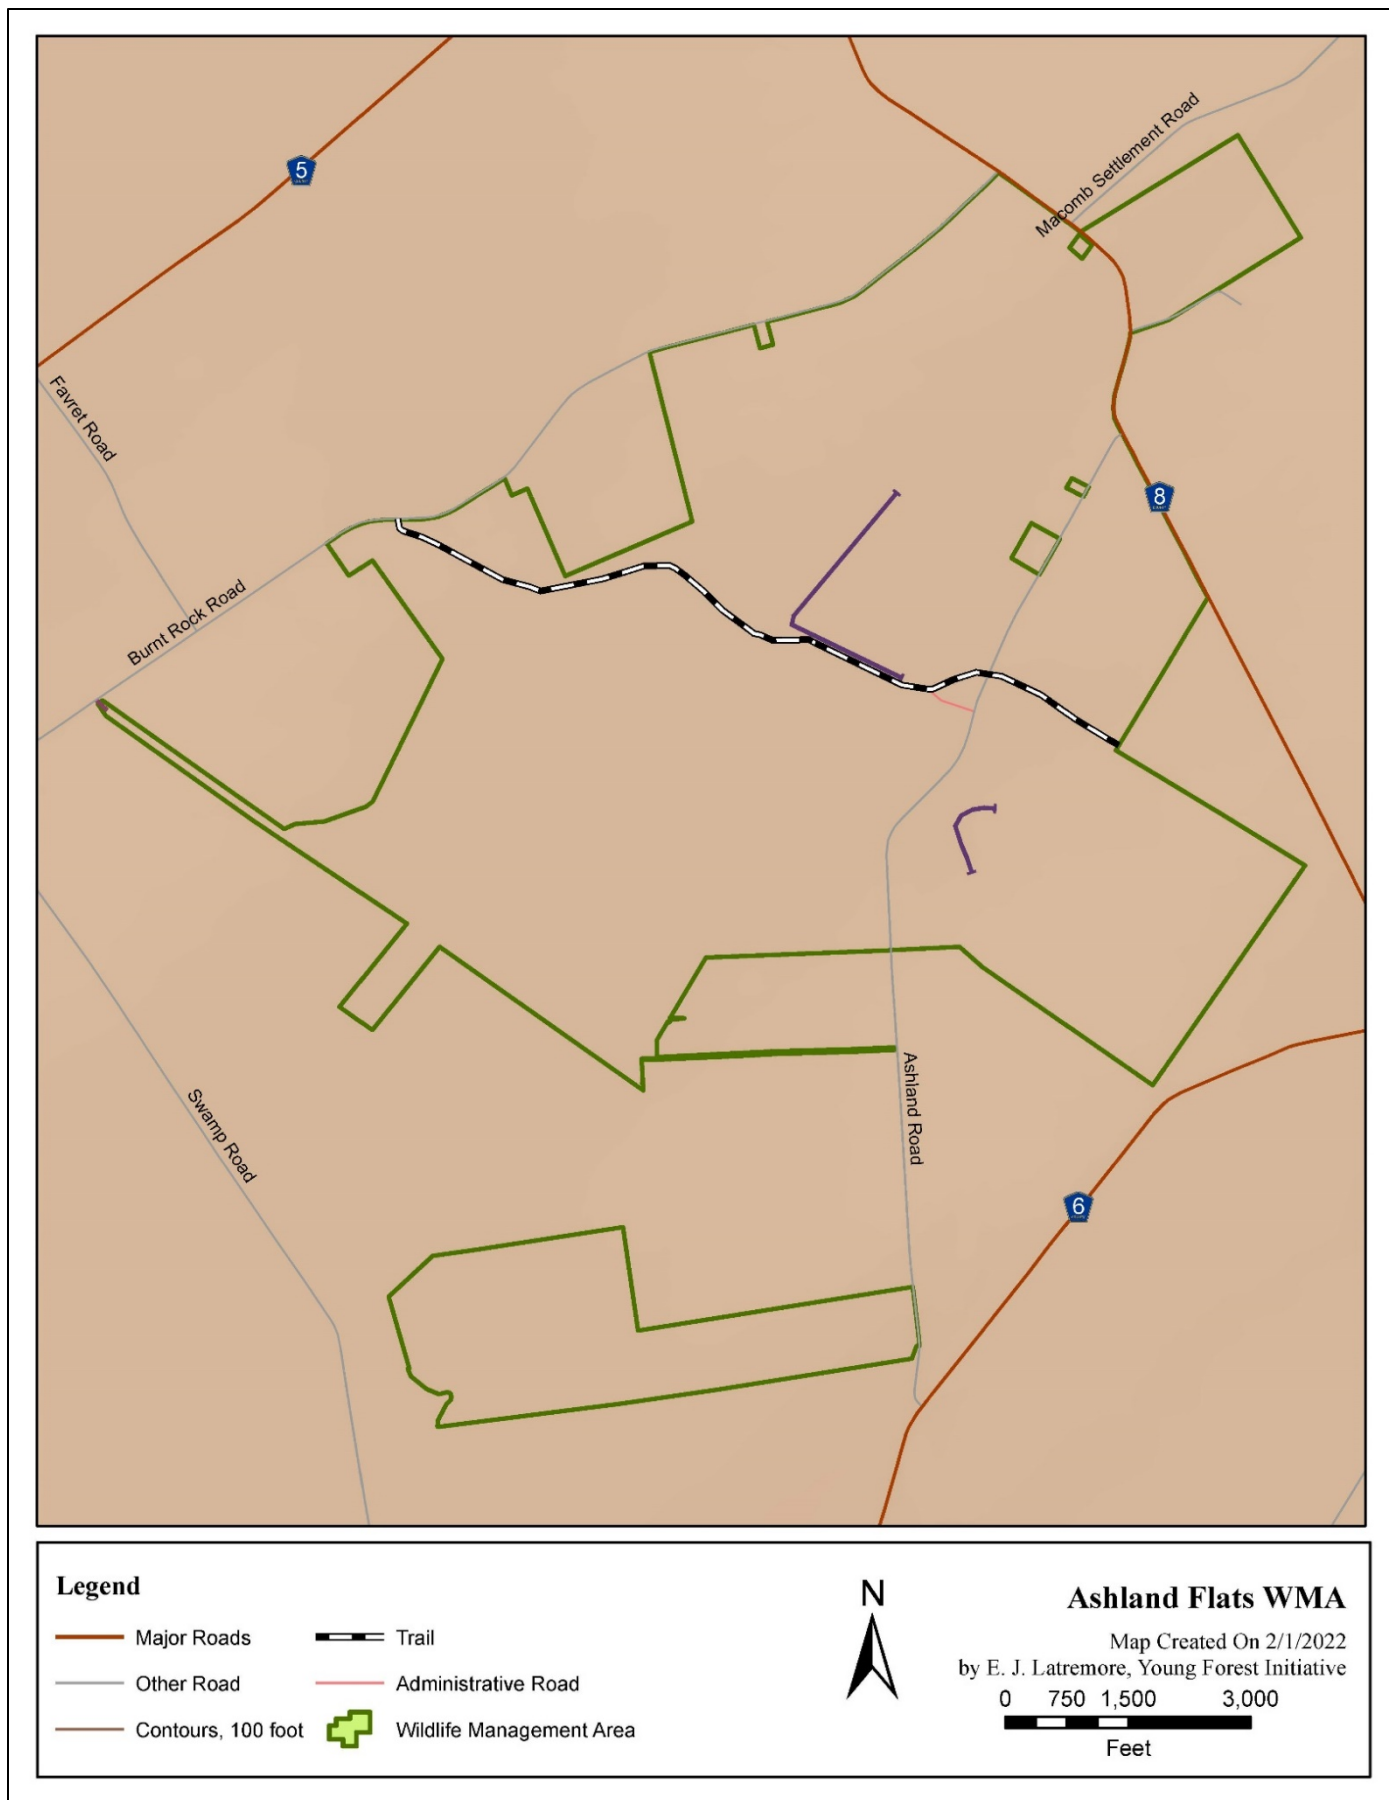 5
Macomb Settlement Road
Favret Road
8
Burnt Rock Road
Ashland Road
Swamp Road
6
Legend
Major Roads
Trail
Other Road
Administrative Road
Contours, 100 foot
Wildlife Management Area
N
Ashland Flats WMA
Map Created On 2/1/2022
by E. J. Latremore, Young Forest Initiative
0 750 1,500 3,000
Feet